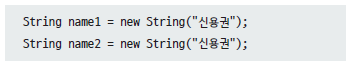 String name1 = new String("신용권");
String name2 = new String("신용권");